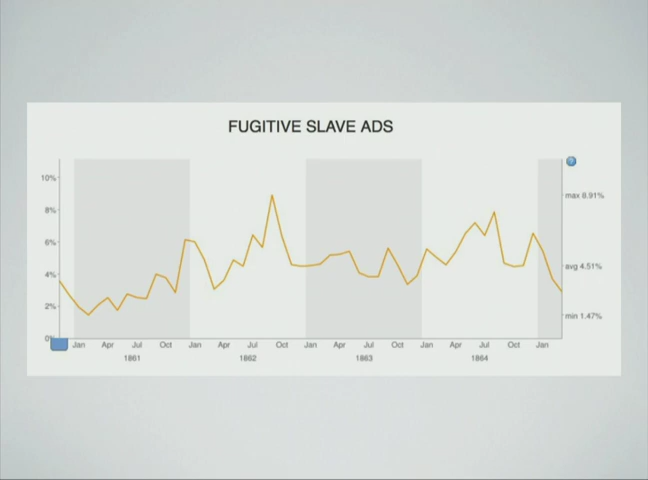 FUGITIVE SLAVE ADS
10%
8%
6%
4%
2%
0%
max 8.91%
avg 4.51%
min 1.47%
Jan Apr Jul Oct Jan Apr Jul Oct Jan Apr Jul Oct Jan Apr Jul Oct Jan
1861 1862 1863 1864